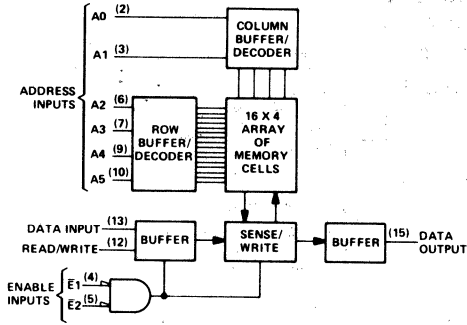 A0 (2)
COLUMN
BUFFER/
DECODER
A1 (3)
ADDRESS
INPUTS
A2 (6)
A3 (7)
A4 (9)
A5 (10)
ROW
BUFFER/
DECODER
16 X 4
ARRAY
OF
MEMORY
CELLS
DATA INPUT (13)
READ/WRITE (12)
BUFFER
SENSE/
WRITE
BUFFER
(15) DATA
OUTPUT
ENABLE
INPUTS
E̅1 (4)
E̅2 (5)